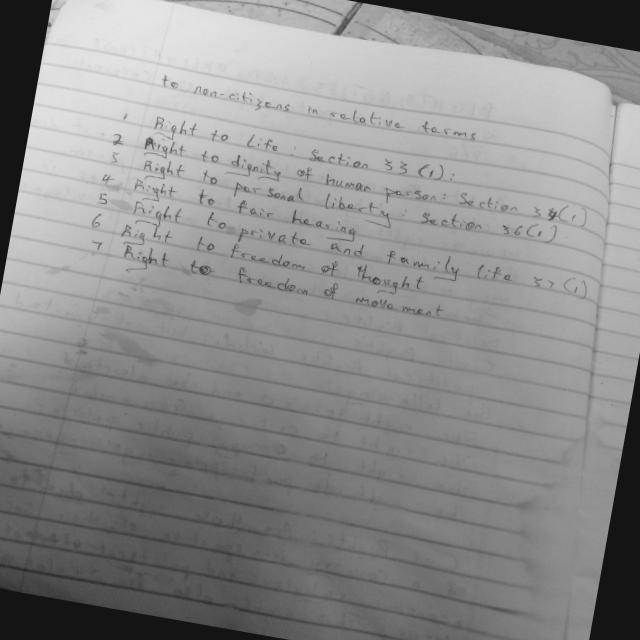 to non-citizens in relative terms
1 Right to Life : Section 33 (1):
2 Right to dignity of human person: Section 34(1)
3 Right to personal liberty: Section 35(1)
4 Right to fair hearing
5 Right to private and family life 37 (1)
6 Right to freedom of thought
7 Right to freedom of movement